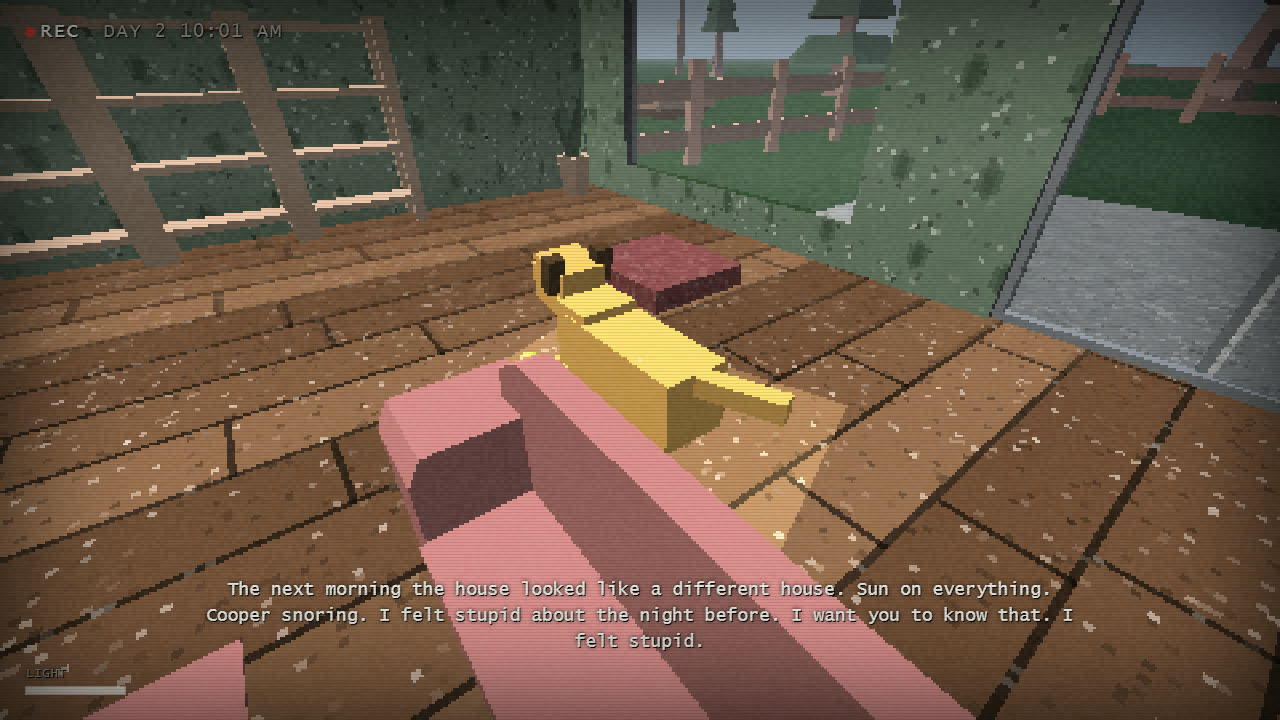 REC DAY 2 10:01 AM
The next morning the house looked like a different house. Sun on everything.
Cooper snoring. I felt stupid about the night before. I want you to know that. I
felt stupid.
LIGHT